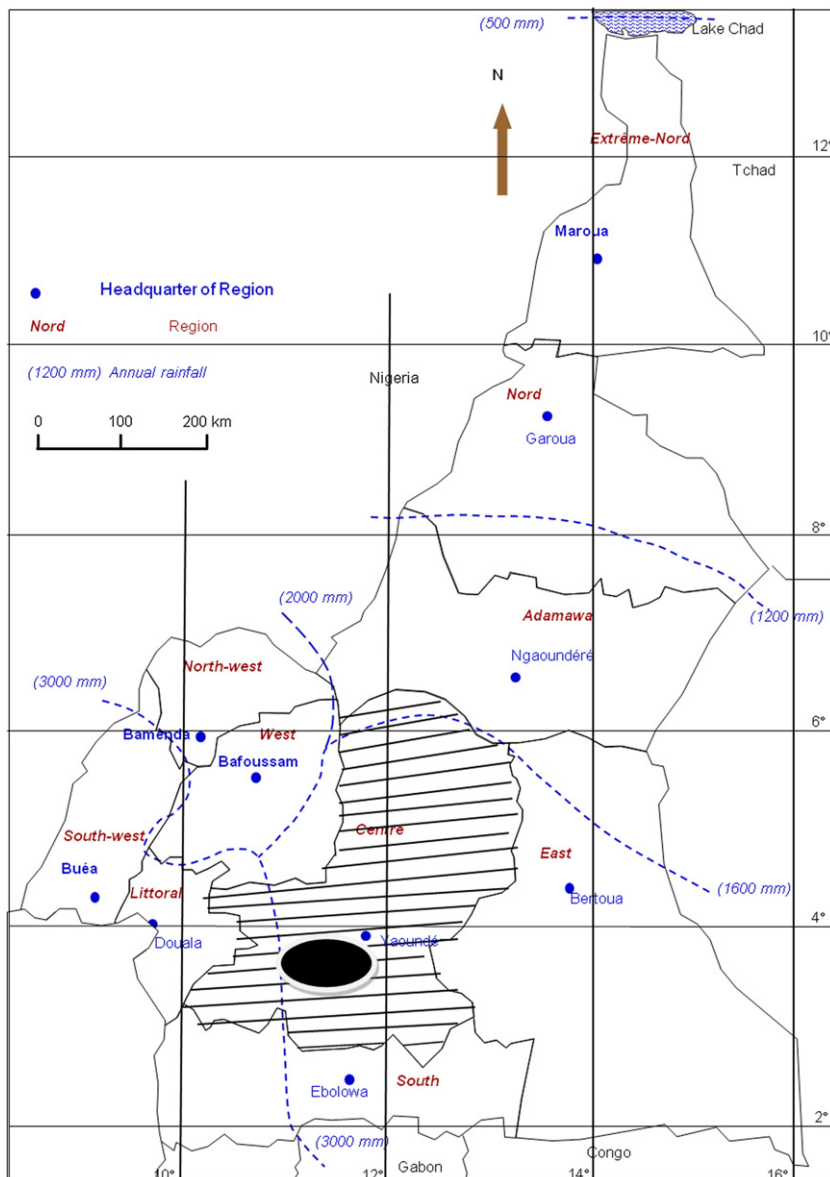 (500 mm)
Lake Chad
N
Extrême-Nord
12°
Tchad
Maroua
Headquarter of Region
Nord
Region
10°
(1200 mm) Annual rainfall
Nigeria
Nord
0 100 200 km
Garoua
8°
(2000 mm)
Adamawa
(1200 mm)
Ngaoundéré
North-west
(3000 mm)
6°
Bamenda
West
Bafoussam
South-west
Centre
East
Buéa
Littoral
Bertoua
(1600 mm)
4°
Douala
Yaoundé
South
Ebolowa
2°
(3000 mm)
Congo
Gabon
10°
12°
14°
16°